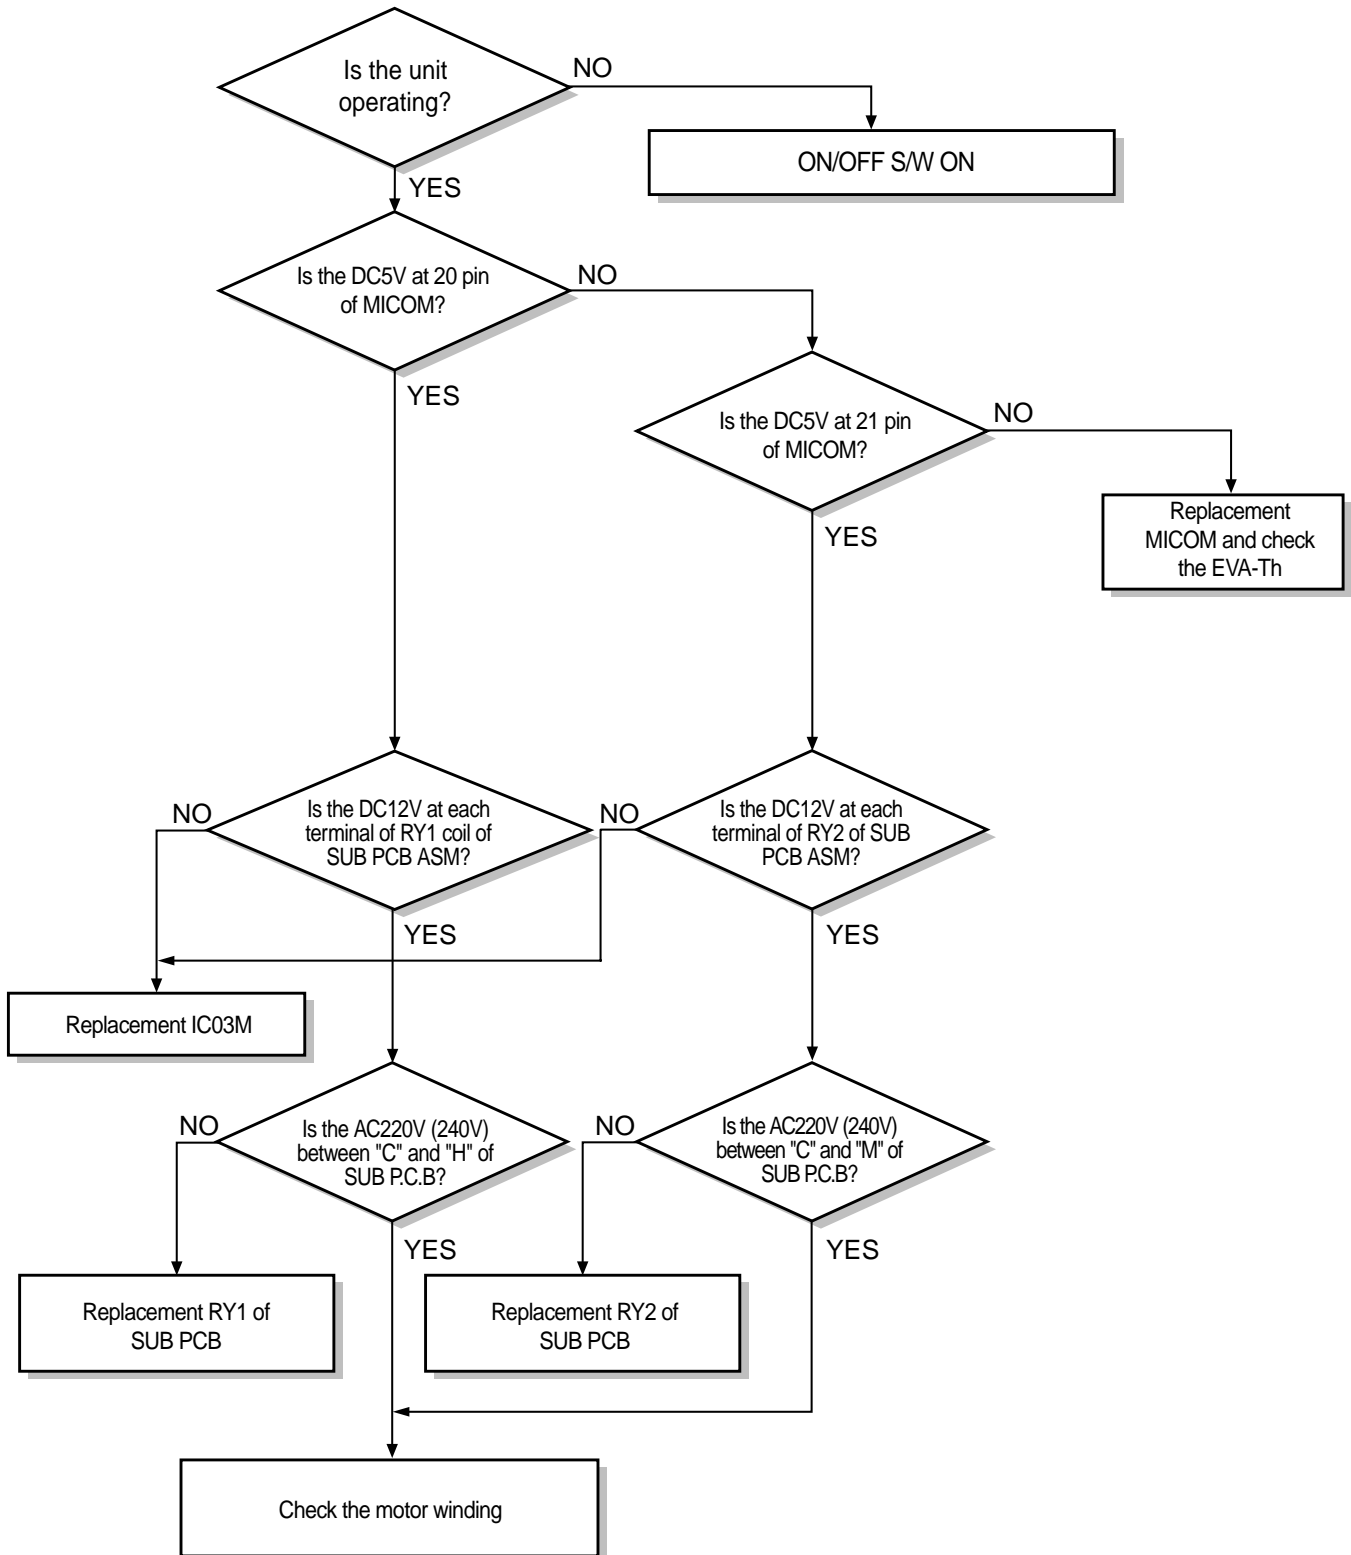 Is the unit
operating?
NO
ON/OFF S/W ON
YES
Is the DC5V at 20 pin
of MICOM?
NO
YES
Is the DC5V at 21 pin
of MICOM?
NO
Replacement
MICOM and check
the EVA-Th
YES
NO
Is the DC12V at each
terminal of RY1 coil of
SUB PCB ASM?
YES
NO
Is the DC12V at each
terminal of RY2 of SUB
PCB ASM?
YES
Replacement IC03M
NO
Is the AC220V (240V)
between "C" and "H" of
SUB P.C.B?
YES
NO
Is the AC220V (240V)
between "C" and "M" of
SUB P.C.B?
YES
Replacement RY1 of
SUB PCB
Replacement RY2 of
SUB PCB
Check the motor winding